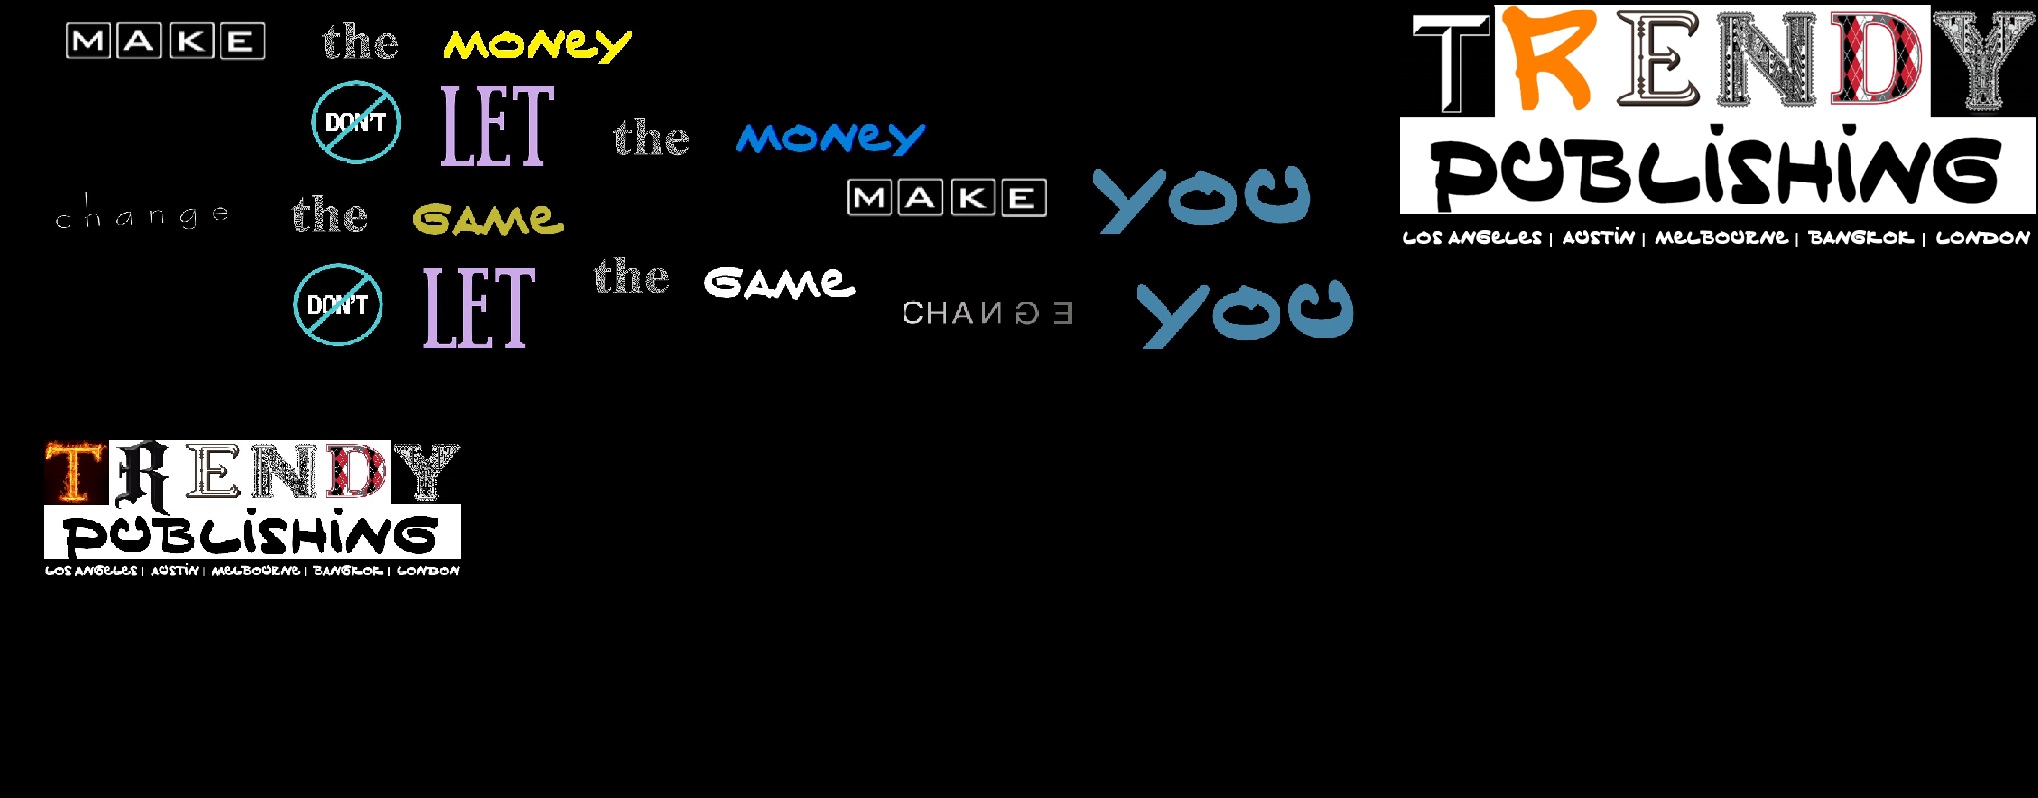 MAKE the MONEY
DON'T LET the MONEY
MAKE YOU
change the GAME
DON'T LET the GAME
CHANGE YOU
TRENDY
PUBLISHING
LOS ANGELES | AUSTIN | MELBOURNE | BANGKOK | LONDON
TRENDY
PUBLISHING
LOS ANGELES | AUSTIN | MELBOURNE | BANGKOK | LONDON